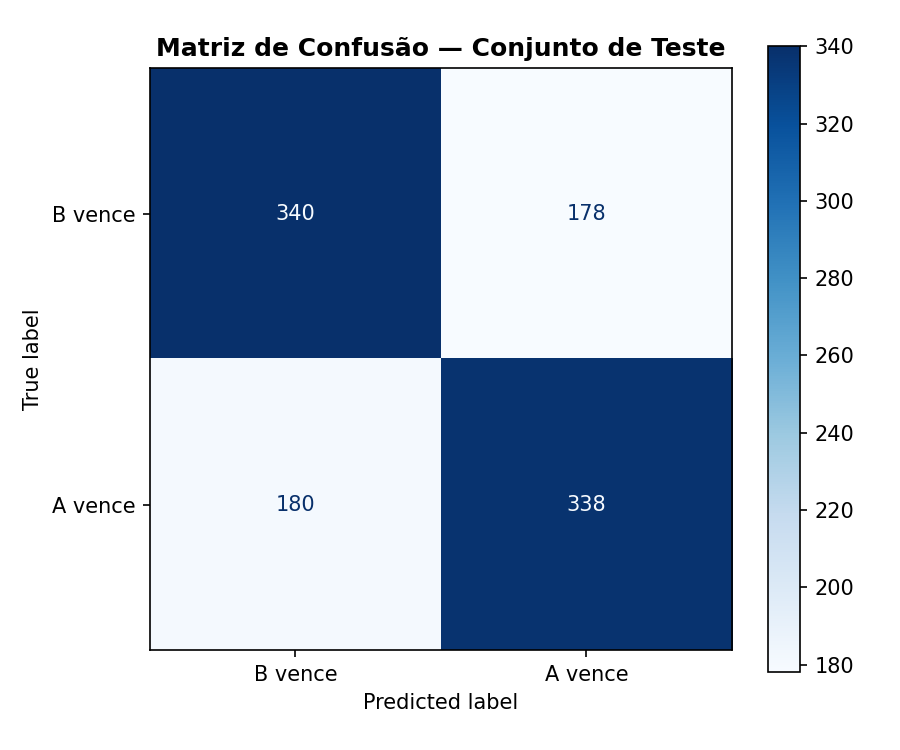 Matriz de Confusão — Conjunto de Teste
True label
B vence
340
178
A vence
180
338
B vence
A vence
Predicted label
340
320
300
280
260
240
220
200
180